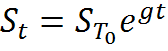 S_t = S_{T_0} e^{gt}